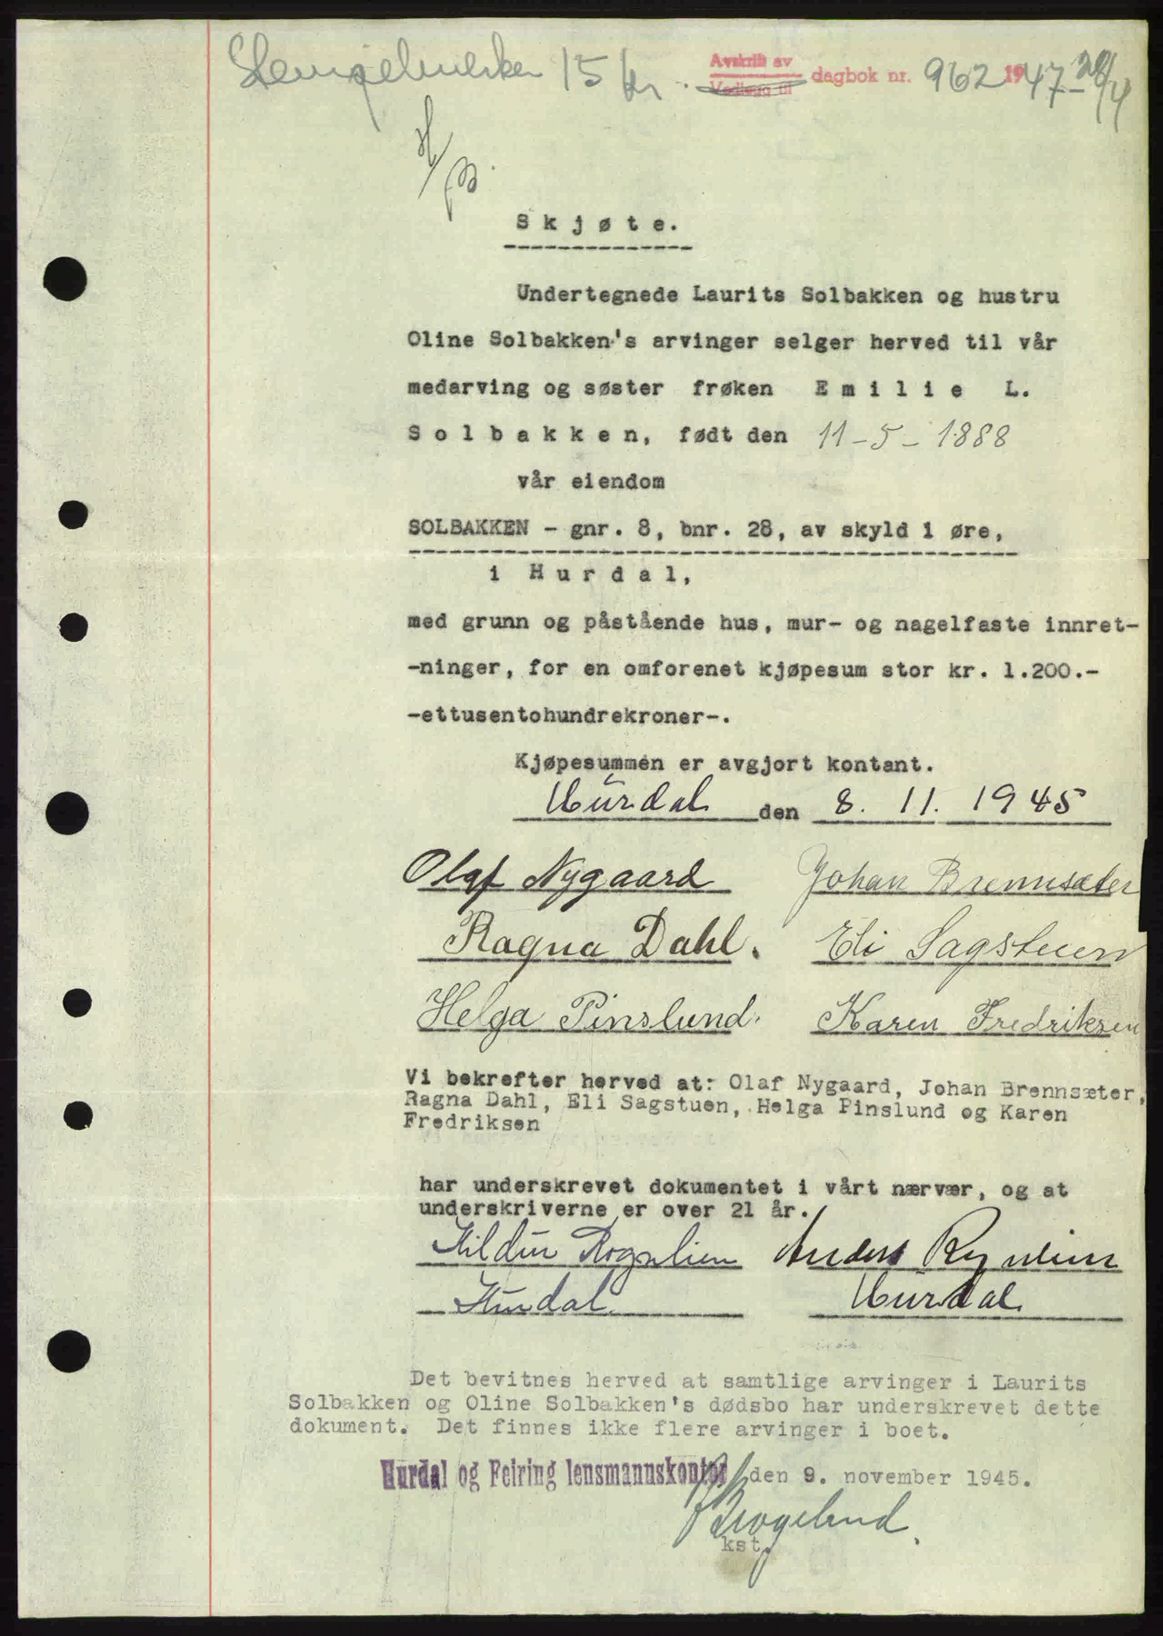 Stempelmerker 15 kr. Avskrift av dagbok nr. 962 1947
Vedlegg til
S k j ø t e.
Undertegnede Laurits Solbakken og hustru
Oline Solbakken's arvinger selger herved til vår
medarving og søster frøken E m i l i e L.
S o l b a k k e n, født den 11-5-1888
vår eiendom
SOLBAKKEN - gnr. 8, bnr. 28, av skyld 1 øre,
i H u r d a l,
med grunn og påstående hus, mur- og nagelfaste innret-
-ninger, for en omforenet kjøpesum stor kr. 1.200.-
-ettusentohundrekroner-.
Kjøpesummen er avgjort kontant.
Hurdal den 8. 11. 1945
Olaf Nygaard Johan Brennsæter
Ragna Dahl. Eli Sagstuen
Helga Pinslund. Karen Fredriksen
Vi bekrefter herved at: Olaf Nygaard, Johan Brennsæter,
Ragna Dahl, Eli Sagstuen, Helga Pinslund og Karen
Fredriksen
har underskrevet dokumentet i vårt nærvær, og at
underskriverne er over 21 år.
Hildur Rognlien Anders Rognlien
Hurdal. Hurdal.
Det bevitnes herved at samtlige arvinger i Laurits
Solbakken og Oline Solbakken's dødsbo har underskrevet dette
dokument. Det finnes ikke flere arvinger i boet.
Hurdal og Feiring lensmannskontor den 9. november 1945.
kst.